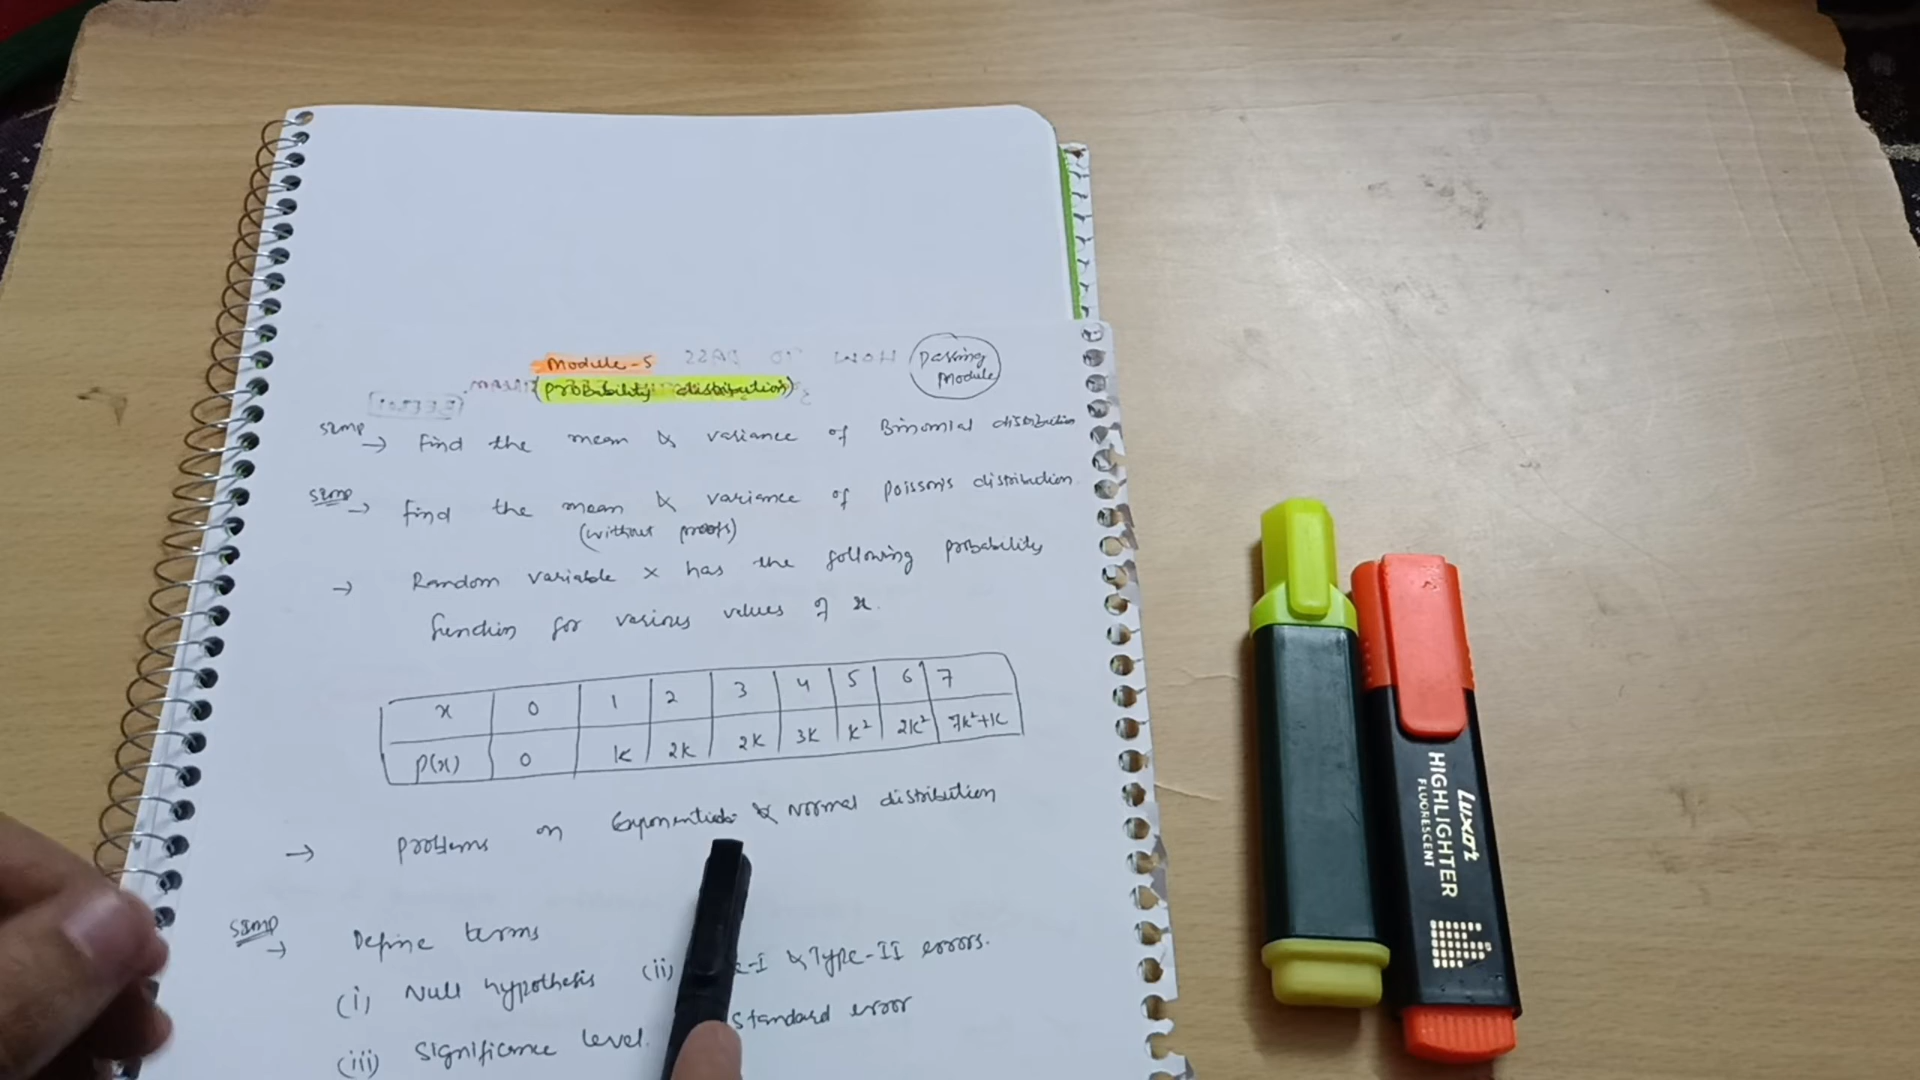 Module-5
passing
Module
(probability distribution)
SIMP → Find the mean & variance of Binomial distribution
SIMP → Find the mean & variance of poisson's distribution
(without proofs)
→ Random variable x has the following probability
function for various values of x.
x 0 1 2 3 4 5 6 7
p(x) 0 k 2k 2k 3k k² 2k² 7k²+k
→ problems on Exponential & Normal distribution
SIMP → Define terms
(i) Null hypothesis (ii) & Type-II errors.
(iii) Significance level. standard error
Luxor
HIGHLIGHTER
FLUORESCENT